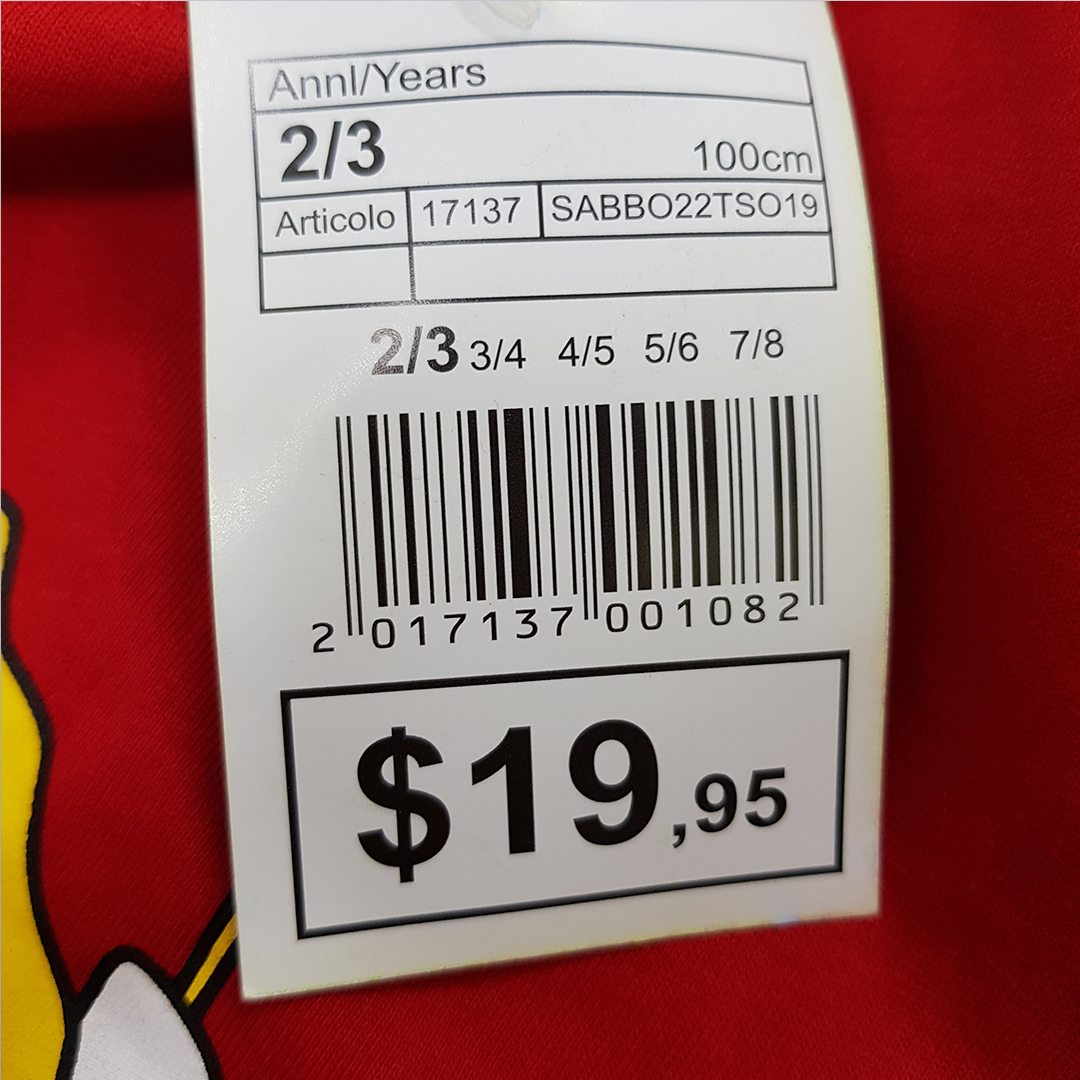 Annl/Years
2/3 100cm
Articolo 17137 SABBO22TSO19
2/3 3/4 4/5 5/6 7/8
2 017137 001082
$19,95